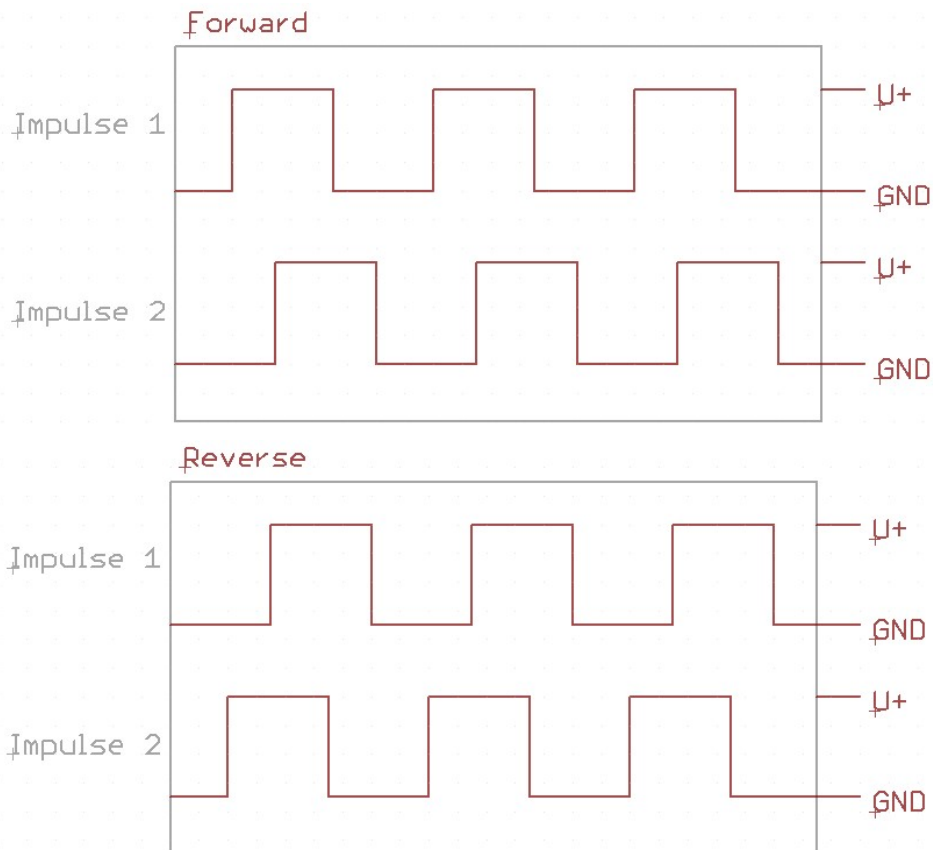 Forward
Impulse 1
U+
GND
Impulse 2
U+
GND
Reverse
Impulse 1
U+
GND
Impulse 2
U+
GND